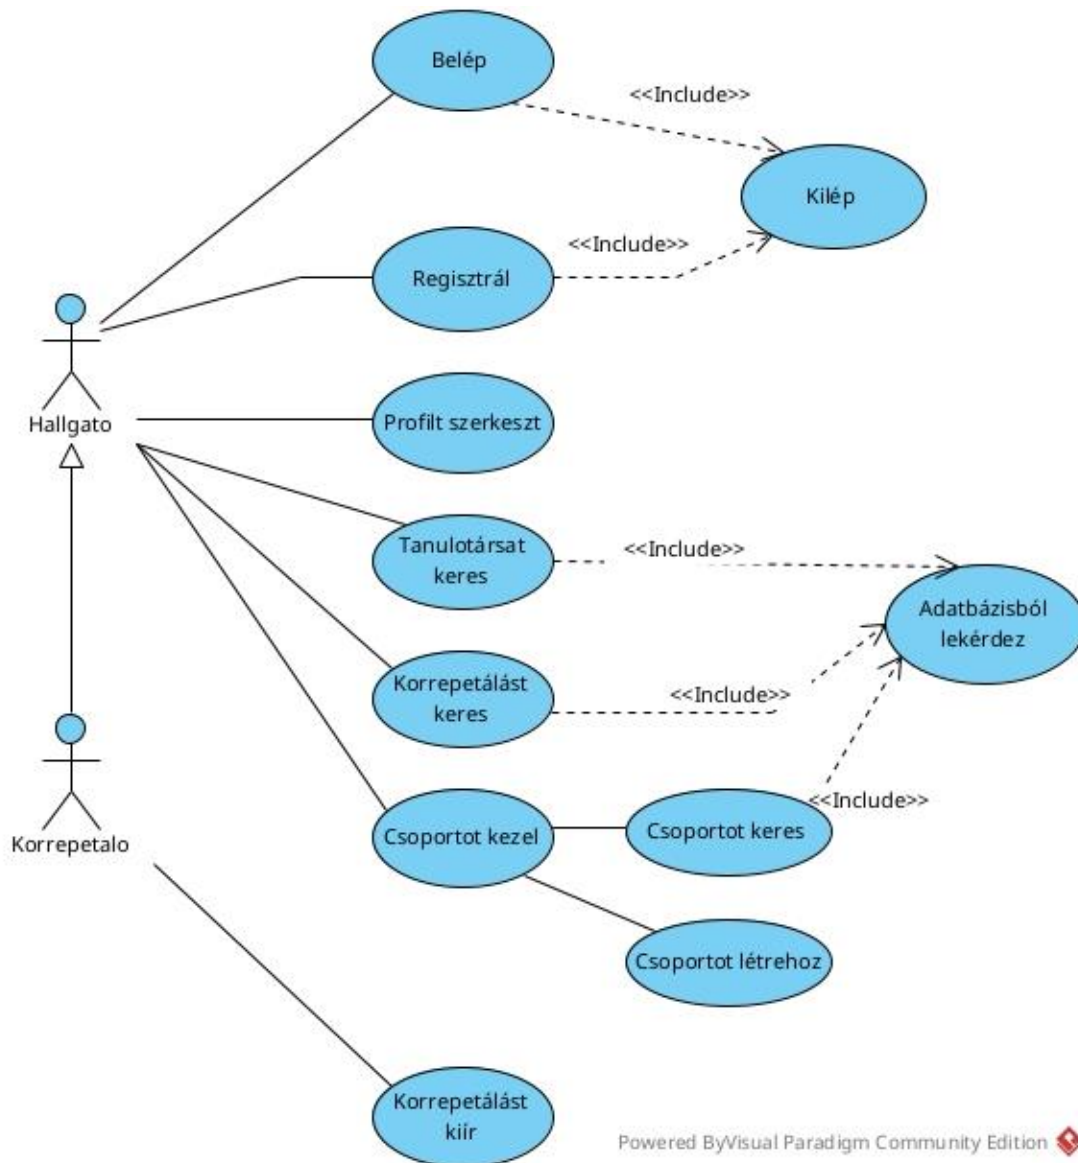 Belép
<<Include>>
Kilép
<<Include>>
Regisztrál
Hallgato
Profilt szerkeszt
Tanulotársat
keres
<<Include>>
Adatbázisból
lekérdez
Korrepetálást
keres
<<Include>>
Korrepetalo
Csoportot kezel
Csoportot keres
<<Include>>
Csoportot létrehoz
Korrepetálást
kiír
Powered ByVisual Paradigm Community Edition